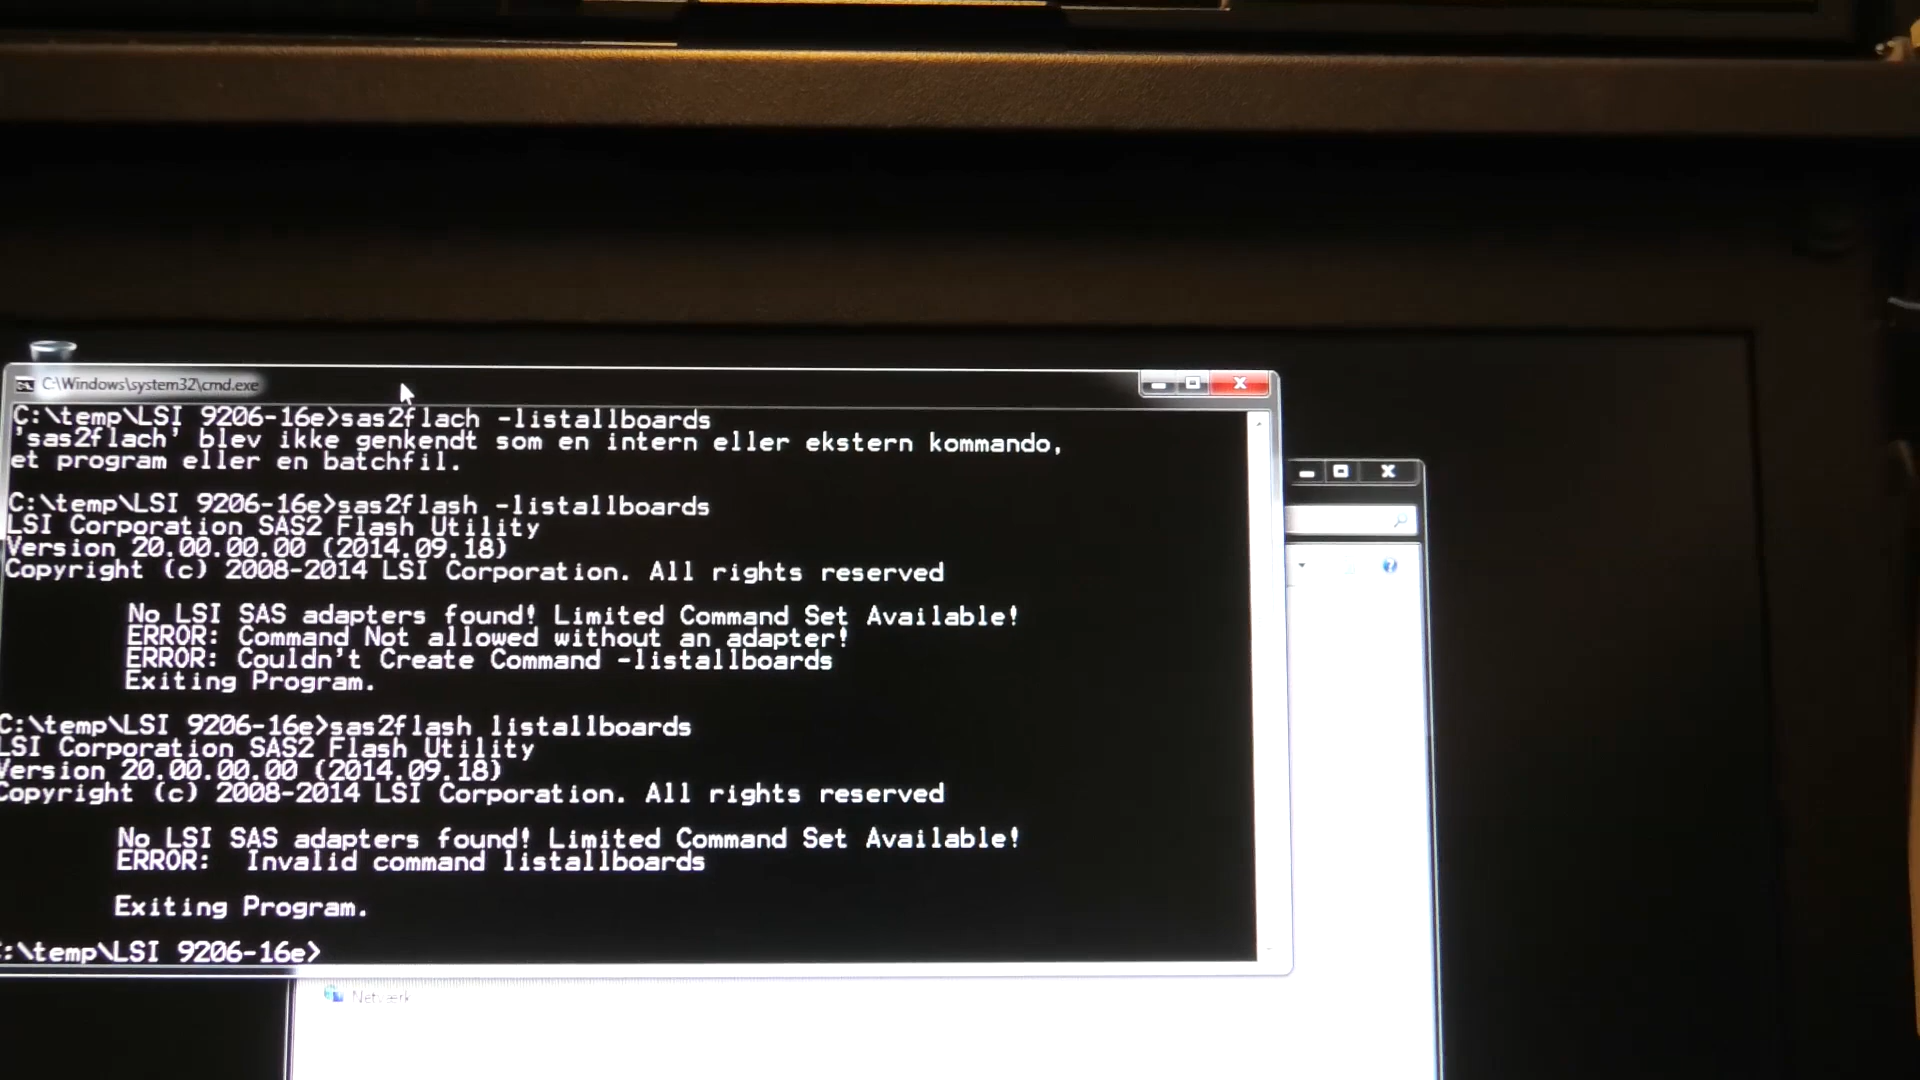 C:\Windows\system32\cmd.exe
C:\temp\LSI 9206-16e>sas2flach -listallboards
'sas2flach' blev ikke genkendt som en intern eller ekstern kommando,
et program eller en batchfil.
C:\temp\LSI 9206-16e>sas2flash -listallboards
LSI Corporation SAS2 Flash Utility
Version 20.00.00.00 (2014.09.18)
Copyright (c) 2008-2014 LSI Corporation. All rights reserved
No LSI SAS adapters found! Limited Command Set Available!
ERROR: Command Not allowed without an adapter!
ERROR: Couldn't Create Command -listallboards
Exiting Program.
C:\temp\LSI 9206-16e>sas2flash listallboards
LSI Corporation SAS2 Flash Utility
Version 20.00.00.00 (2014.09.18)
Copyright (c) 2008-2014 LSI Corporation. All rights reserved
No LSI SAS adapters found! Limited Command Set Available!
ERROR:  Invalid command listallboards
Exiting Program.
:\temp\LSI 9206-16e>
Netværk